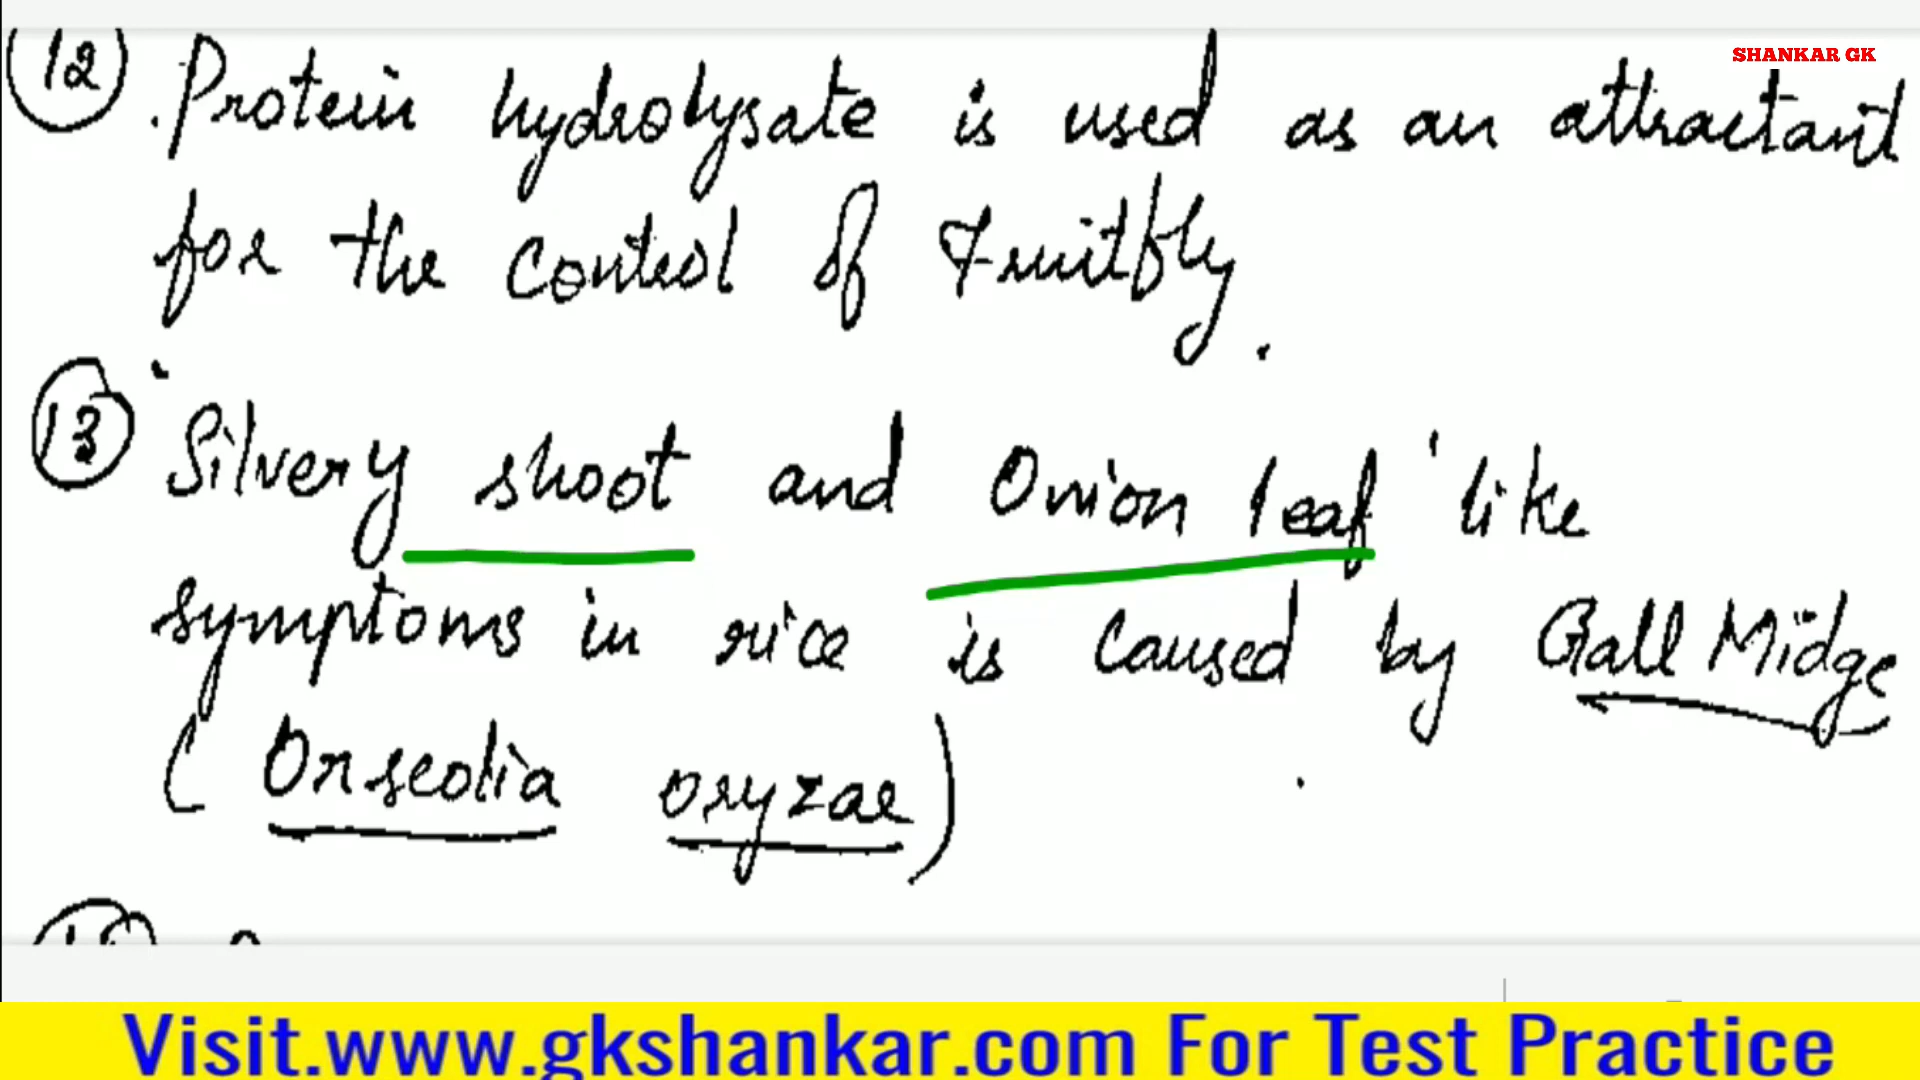 SHANKAR GK
12. Protein hydrolysate is used as an attractant
for the control of Fruitfly.
13 Silvery shoot and Onion leaf' like
symptoms in rice is caused by Gall Midge
(Orseolia oryzae)
Visit.www.gkshankar.com For Test Practice